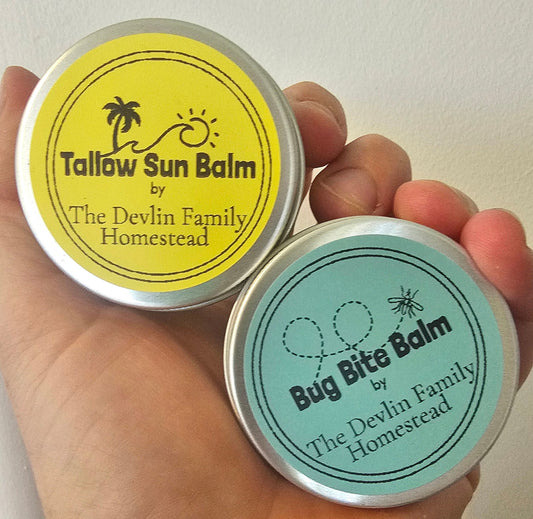 Tallow Sun Balm
by
The Devlin Family
Homestead
Bug Bite Balm
by
The Devlin Family
Homestead